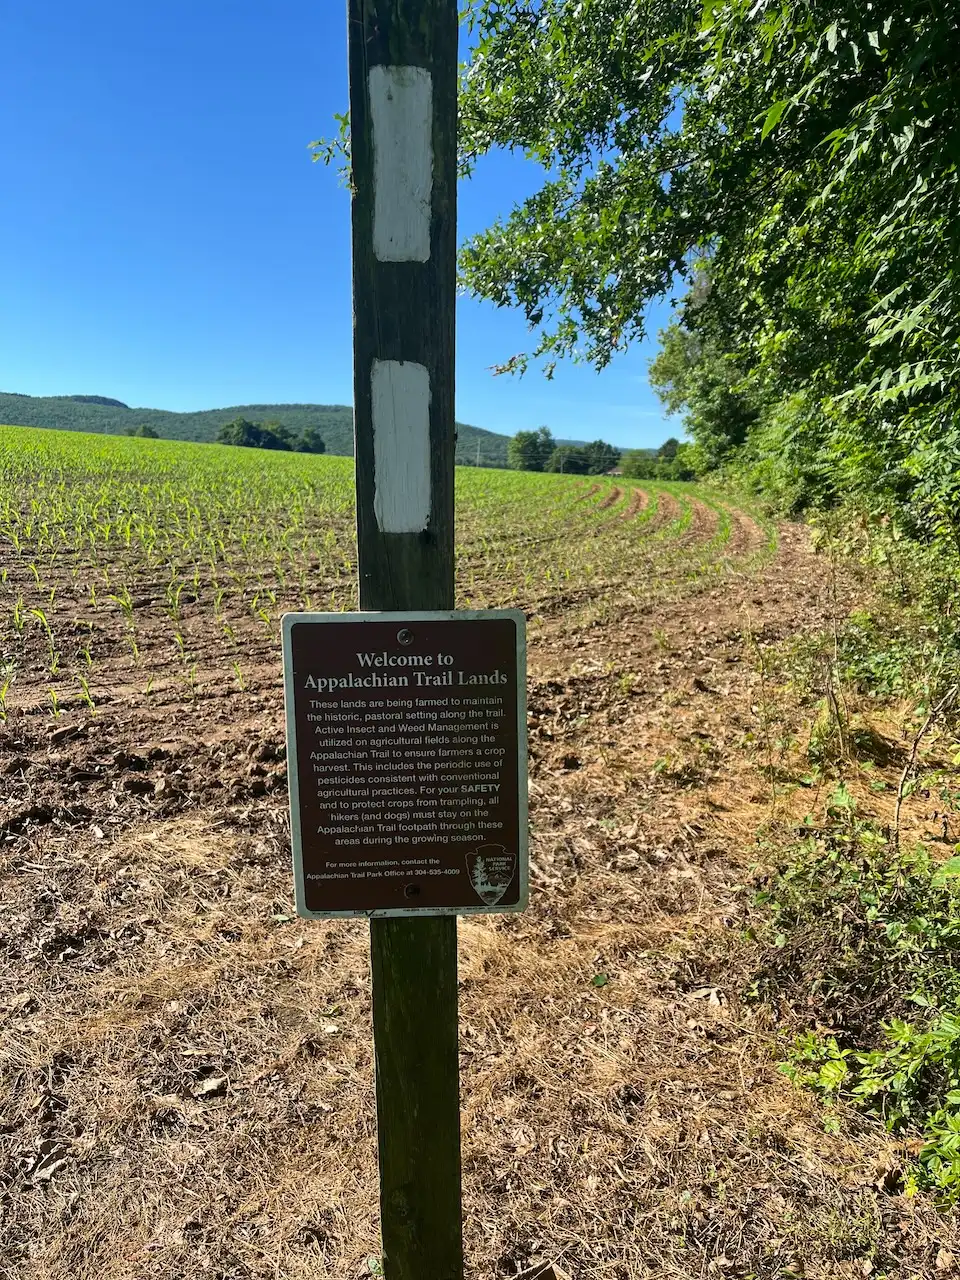 Welcome to
Appalachian Trail Lands
These lands are being farmed to maintain
the historic, pastoral setting along the trail.
Active Insect and Weed Management is
utilized on agricultural fields along the
Appalachian Trail to ensure farmers a crop
harvest. This includes the periodic use of
pesticides consistent with conventional
agricultural practices. For your SAFETY
and to protect crops from trampling, all
hikers (and dogs) must stay on the
Appalachian Trail footpath through these
areas during the growing season.
For more information, contact the
Appalachian Trail Park Office at 304-535-4009
NATIONAL
PARK
SERVICE